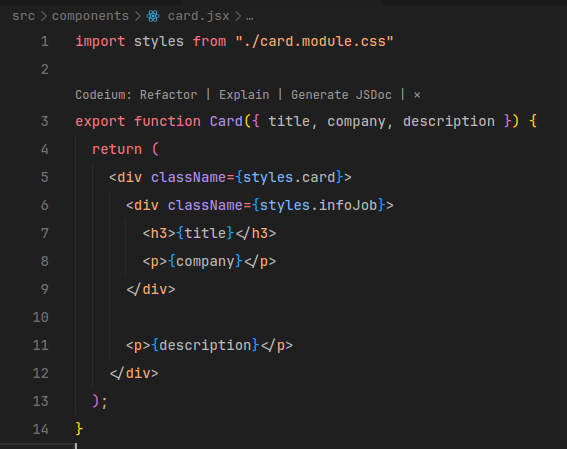 src > components > card.jsx > ...
1 import styles from "./card.module.css"
2
Codeium: Refactor | Explain | Generate JSDoc | ×
3 export function Card({ title, company, description }) {
4   return (
5     <div className={styles.card}>
6       <div className={styles.infoJob}>
7         <h3>{title}</h3>
8         <p>{company}</p>
9       </div>
10
11       <p>{description}</p>
12     </div>
13   );
14 }